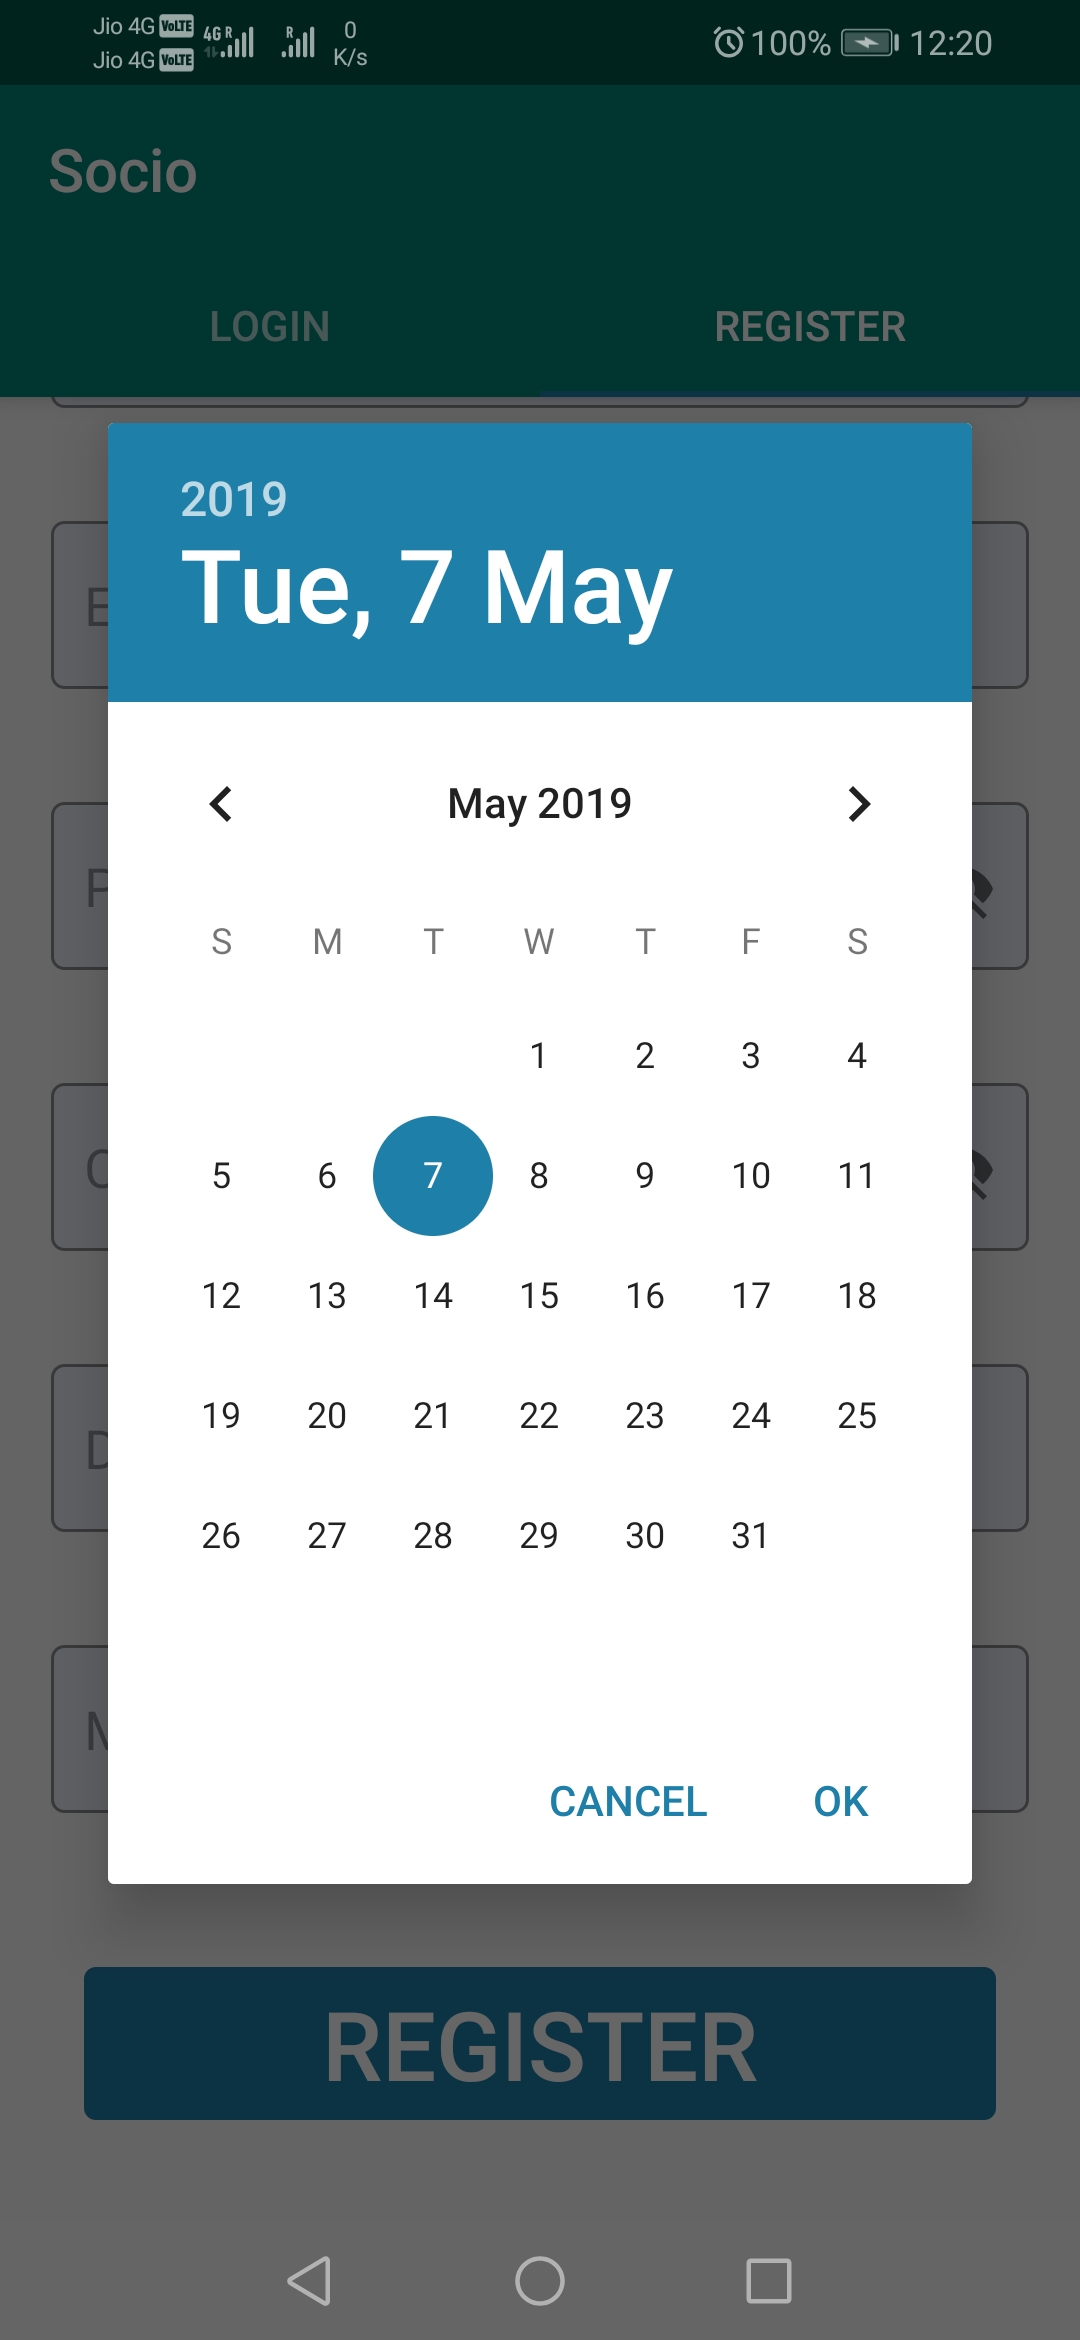 Jio 4G VoLTE 4G R R 0 K/s 100% 12:20
Jio 4G VoLTE
Socio
LOGIN REGISTER
2019
Tue, 7 May
May 2019
S M T W T F S
1 2 3 4
5 6 7 8 9 10 11
12 13 14 15 16 17 18
19 20 21 22 23 24 25
26 27 28 29 30 31
CANCEL OK
REGISTER